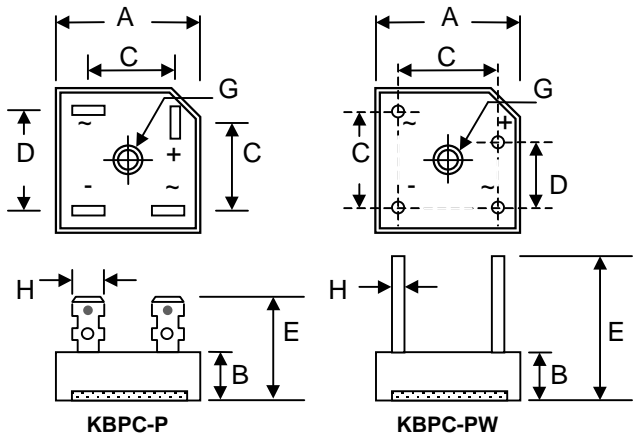 A A
C C
G G
~ ~ +
D C C D
+
- ~ - ~
H E H E
B B
KBPC-P KBPC-PW